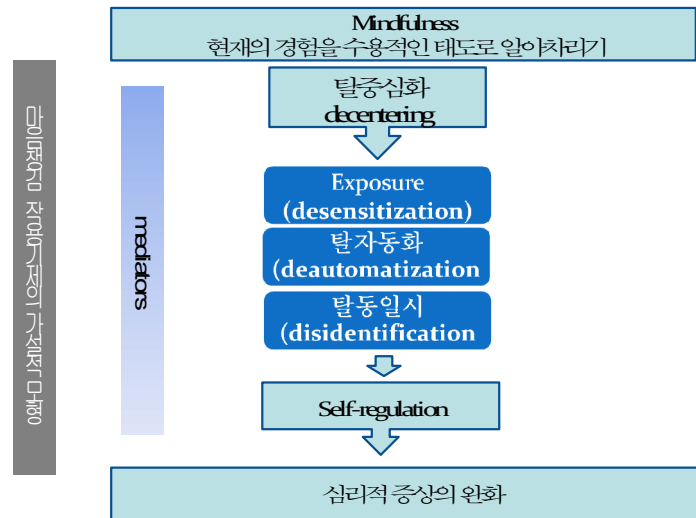 Mindfulness
현재의 경험을 수용적인 태도로 알아차리기
마음챙김 작용기제의 가설적 모형
mediators
탈중심화
decentering
Exposure
(desensitization)
탈자동화
(deautomatization
탈동일시
(disidentification
Self-regulation
심리적 증상의 완화